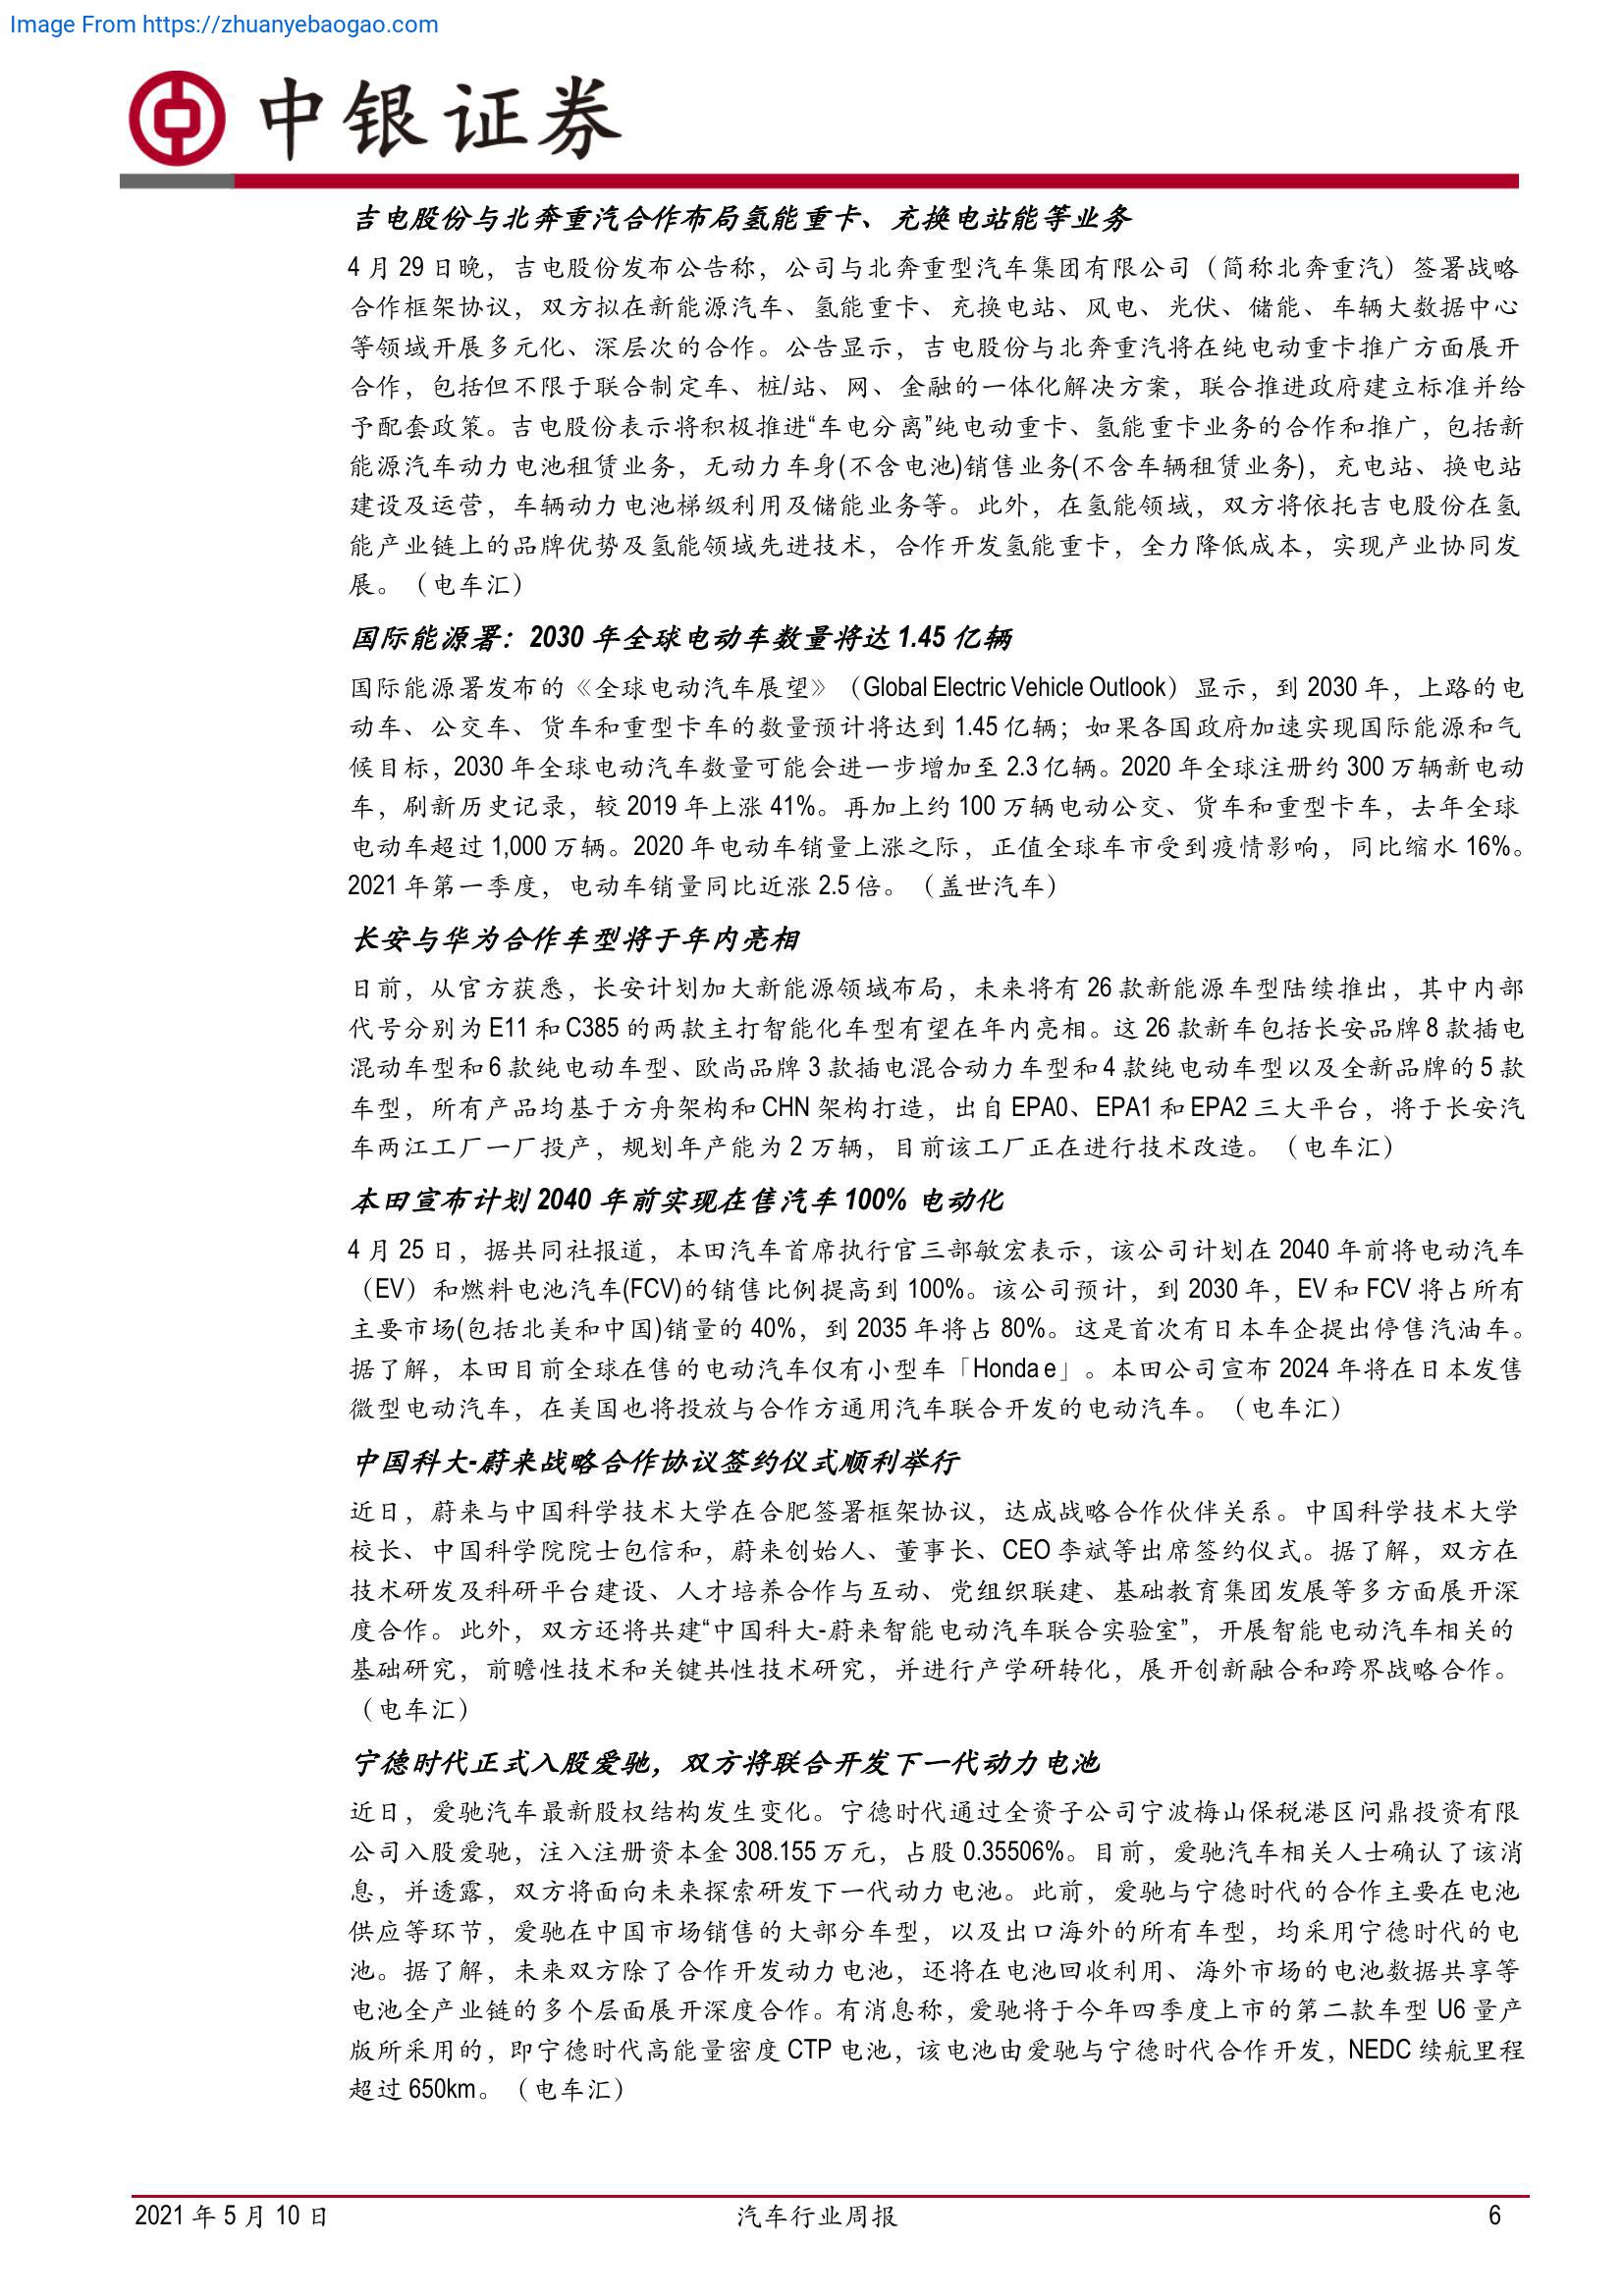 Image From https://zhuanyebaogao.com
中银证券
吉电股份与北奔重汽合作布局氢能重卡、充换电站能等业务
4 月 29 日晚，吉电股份发布公告称，公司与北奔重型汽车集团有限公司（简称北奔重汽）签署战略
合作框架协议，双方拟在新能源汽车、氢能重卡、充换电站、风电、光伏、储能、车辆大数据中心
等领域开展多元化、深层次的合作。公告显示，吉电股份与北奔重汽将在纯电动重卡推广方面展开
合作，包括但不限于联合制定车、桩/站、网、金融的一体化解决方案，联合推进政府建立标准并给
予配套政策。吉电股份表示将积极推进“车电分离”纯电动重卡、氢能重卡业务的合作和推广，包括新
能源汽车动力电池租赁业务，无动力车身(不含电池)销售业务(不含车辆租赁业务)，充电站、换电站
建设及运营，车辆动力电池梯级利用及储能业务等。此外，在氢能领域，双方将依托吉电股份在氢
能产业链上的品牌优势及氢能领域先进技术，合作开发氢能重卡，全力降低成本，实现产业协同发
展。（电车汇）
国际能源署：2030 年全球电动车数量将达 1.45 亿辆
国际能源署发布的《全球电动汽车展望》（Global Electric Vehicle Outlook）显示，到 2030 年，上路的电
动车、公交车、货车和重型卡车的数量预计将达到 1.45 亿辆；如果各国政府加速实现国际能源和气
候目标，2030 年全球电动汽车数量可能会进一步增加至 2.3 亿辆。2020 年全球注册约 300 万辆新电动
车，刷新历史记录，较 2019 年上涨 41%。再加上约 100 万辆电动公交、货车和重型卡车，去年全球
电动车超过 1,000 万辆。2020 年电动车销量上涨之际，正值全球车市受到疫情影响，同比缩水 16%。
2021 年第一季度，电动车销量同比近涨 2.5 倍。（盖世汽车）
长安与华为合作车型将于年内亮相
日前，从官方获悉，长安计划加大新能源领域布局，未来将有 26 款新能源车型陆续推出，其中内部
代号分别为 E11 和 C385 的两款主打智能化车型有望在年内亮相。这 26 款新车包括长安品牌 8 款插电
混动车型和 6 款纯电动车型、欧尚品牌 3 款插电混合动力车型和 4 款纯电动车型以及全新品牌的 5 款
车型，所有产品均基于方舟架构和 CHN 架构打造，出自 EPA0、EPA1 和 EPA2 三大平台，将于长安汽
车两江工厂一厂投产，规划年产能为 2 万辆，目前该工厂正在进行技术改造。（电车汇）
本田宣布计划 2040 年前实现在售汽车 100% 电动化
4 月 25 日，据共同社报道，本田汽车首席执行官三部敏宏表示，该公司计划在 2040 年前将电动汽车
（EV）和燃料电池汽车(FCV)的销售比例提高到 100%。该公司预计，到 2030 年，EV 和 FCV 将占所有
主要市场(包括北美和中国)销量的 40%，到 2035 年将占 80%。这是首次有日本车企提出停售汽油车。
据了解，本田目前全球在售的电动汽车仅有小型车「Honda e」。本田公司宣布 2024 年将在日本发售
微型电动汽车，在美国也将投放与合作方通用汽车联合开发的电动汽车。（电车汇）
中国科大-蔚来战略合作协议签约仪式顺利举行
近日，蔚来与中国科学技术大学在合肥签署框架协议，达成战略合作伙伴关系。中国科学技术大学
校长、中国科学院院士包信和，蔚来创始人、董事长、CEO 李斌等出席签约仪式。据了解，双方在
技术研发及科研平台建设、人才培养合作与互动、党组织联建、基础教育集团发展等多方面展开深
度合作。此外，双方还将共建“中国科大-蔚来智能电动汽车联合实验室”，开展智能电动汽车相关的
基础研究，前瞻性技术和关键共性技术研究，并进行产学研转化，展开创新融合和跨界战略合作。
（电车汇）
宁德时代正式入股爱驰，双方将联合开发下一代动力电池
近日，爱驰汽车最新股权结构发生变化。宁德时代通过全资子公司宁波梅山保税港区问鼎投资有限
公司入股爱驰，注入注册资本金 308.155 万元，占股 0.35506%。目前，爱驰汽车相关人士确认了该消
息，并透露，双方将面向未来探索研发下一代动力电池。此前，爱驰与宁德时代的合作主要在电池
供应等环节，爱驰在中国市场销售的大部分车型，以及出口海外的所有车型，均采用宁德时代的电
池。据了解，未来双方除了合作开发动力电池，还将在电池回收利用、海外市场的电池数据共享等
电池全产业链的多个层面展开深度合作。有消息称，爱驰将于今年四季度上市的第二款车型 U6 量产
版所采用的，即宁德时代高能量密度 CTP 电池，该电池由爱驰与宁德时代合作开发，NEDC 续航里程
超过 650km。（电车汇）
2021 年 5 月 10 日
汽车行业周报
6